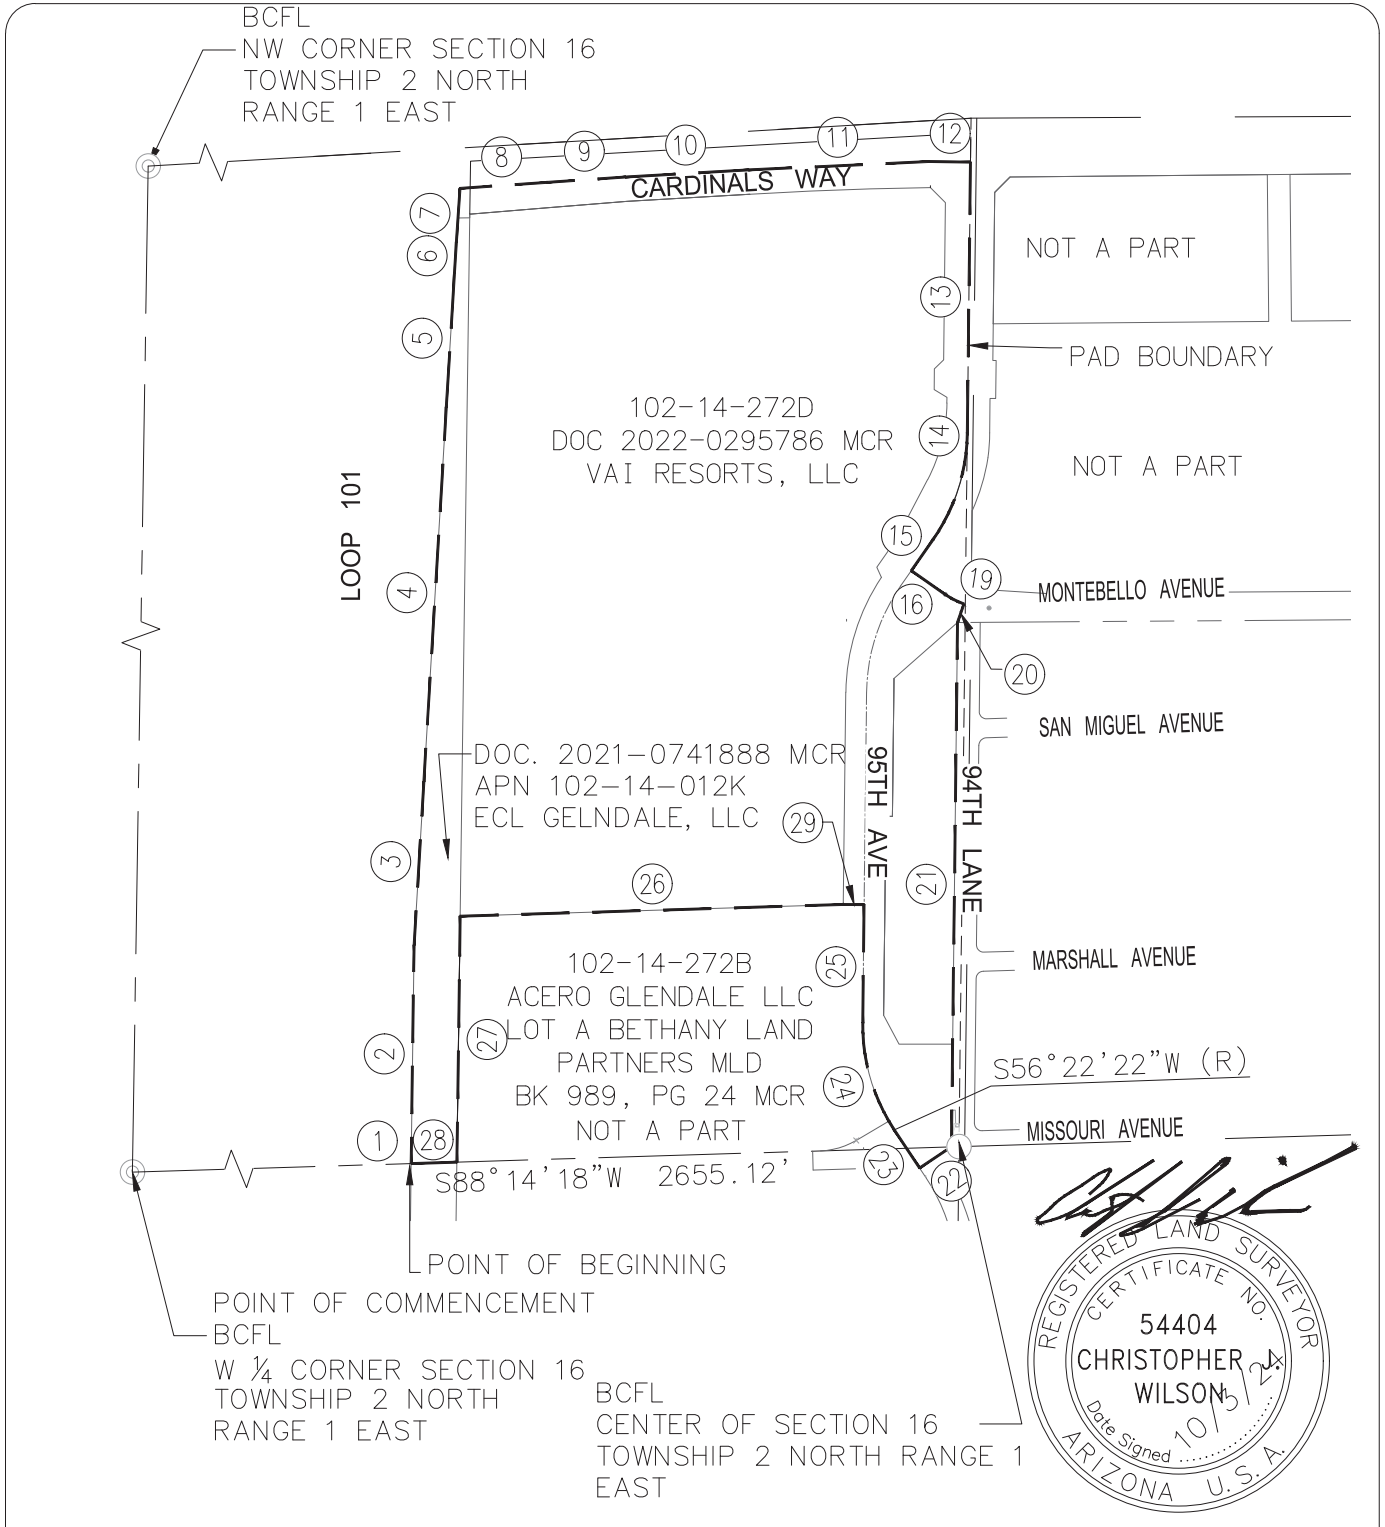 BCFL
NW CORNER SECTION 16
TOWNSHIP 2 NORTH
RANGE 1 EAST
8
9
10
11
12
CARDINALS WAY
7
6
5
4
3
2
1
LOOP 101
NOT A PART
13
PAD BOUNDARY
102-14-272D
DOC 2022-0295786 MCR
VAI RESORTS, LLC
14
NOT A PART
15
16
19
MONTEBELLO AVENUE
20
SAN MIGUEL AVENUE
DOC. 2021-0741888 MCR
APN 102-14-012K
ECL GELNDALE, LLC
29
95TH AVE
94TH LANE
21
26
MARSHALL AVENUE
102-14-272B
ACERO GLENDALE LLC
LOT A BETHANY LAND
PARTNERS MLD
BK 989, PG 24 MCR
NOT A PART
25
27
24
S56°22'22"W (R)
MISSOURI AVENUE
28
S88°14'18"W 2655.12'
23
22
POINT OF BEGINNING
POINT OF COMMENCEMENT
BCFL
W ¼ CORNER SECTION 16
TOWNSHIP 2 NORTH
RANGE 1 EAST
BCFL
CENTER OF SECTION 16
TOWNSHIP 2 NORTH RANGE 1
EAST
REGISTERED LAND SURVEYOR
CERTIFICATE NO.
54404
CHRISTOPHER J.
WILSON
Date Signed 10/3/24
ARIZONA U.S.A.